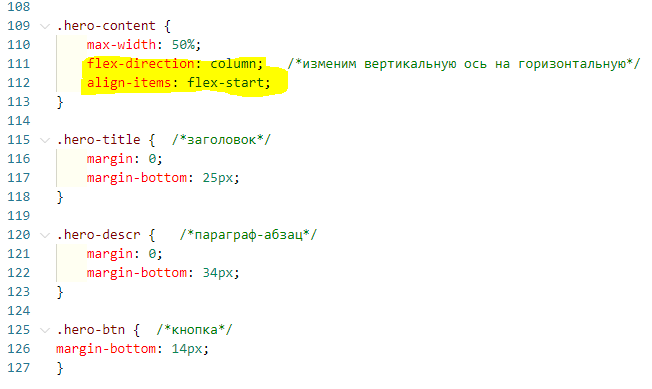 108
109 .hero-content {
110 max-width: 50%;
111 flex-direction: column; /*изменим вертикальную ось на горизонтальную*/
112 align-items: flex-start;
113 }
114
115 .hero-title { /*заголовок*/
116 margin: 0;
117 margin-bottom: 25px;
118 }
119
120 .hero-descr { /*параграф-абзац*/
121 margin: 0;
122 margin-bottom: 34px;
123 }
124
125 .hero-btn { /*кнопка*/
126 margin-bottom: 14px;
127 }